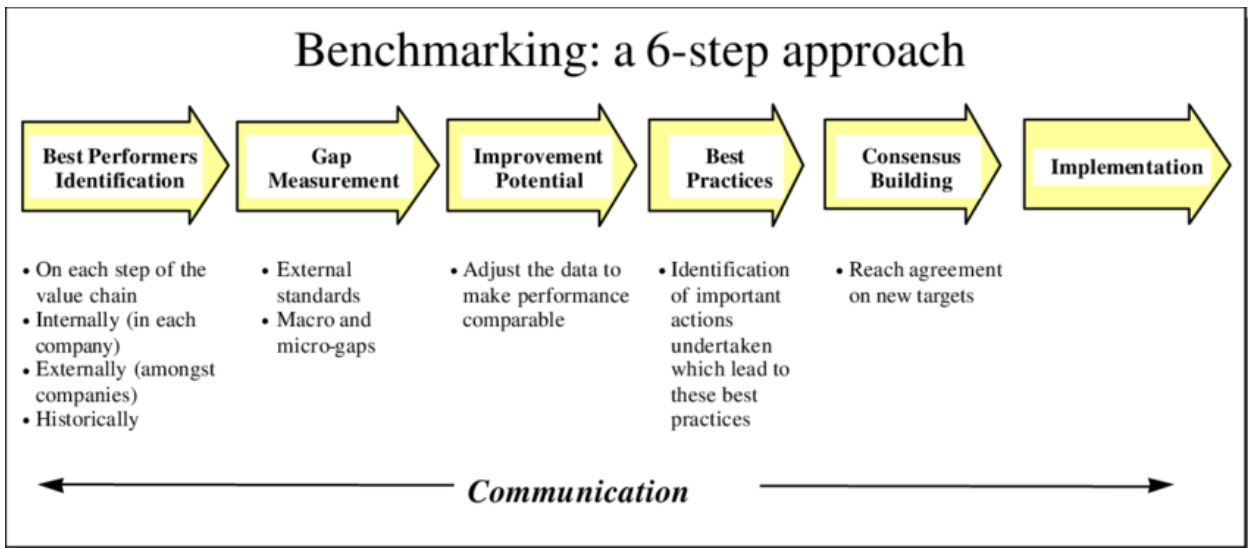 Benchmarking: a 6-step approach
Best Performers
Identification
Gap
Measurement
Improvement
Potential
Best
Practices
Consensus
Building
Implementation
• On each step of the
value chain
• Internally (in each
company)
• Externally (amongst
companies)
• Historically
• External
standards
• Macro and
micro-gaps
• Adjust the data to
make performance
comparable
• Identification
of important
actions
undertaken
which lead to
these best
practices
• Reach agreement
on new targets
Communication